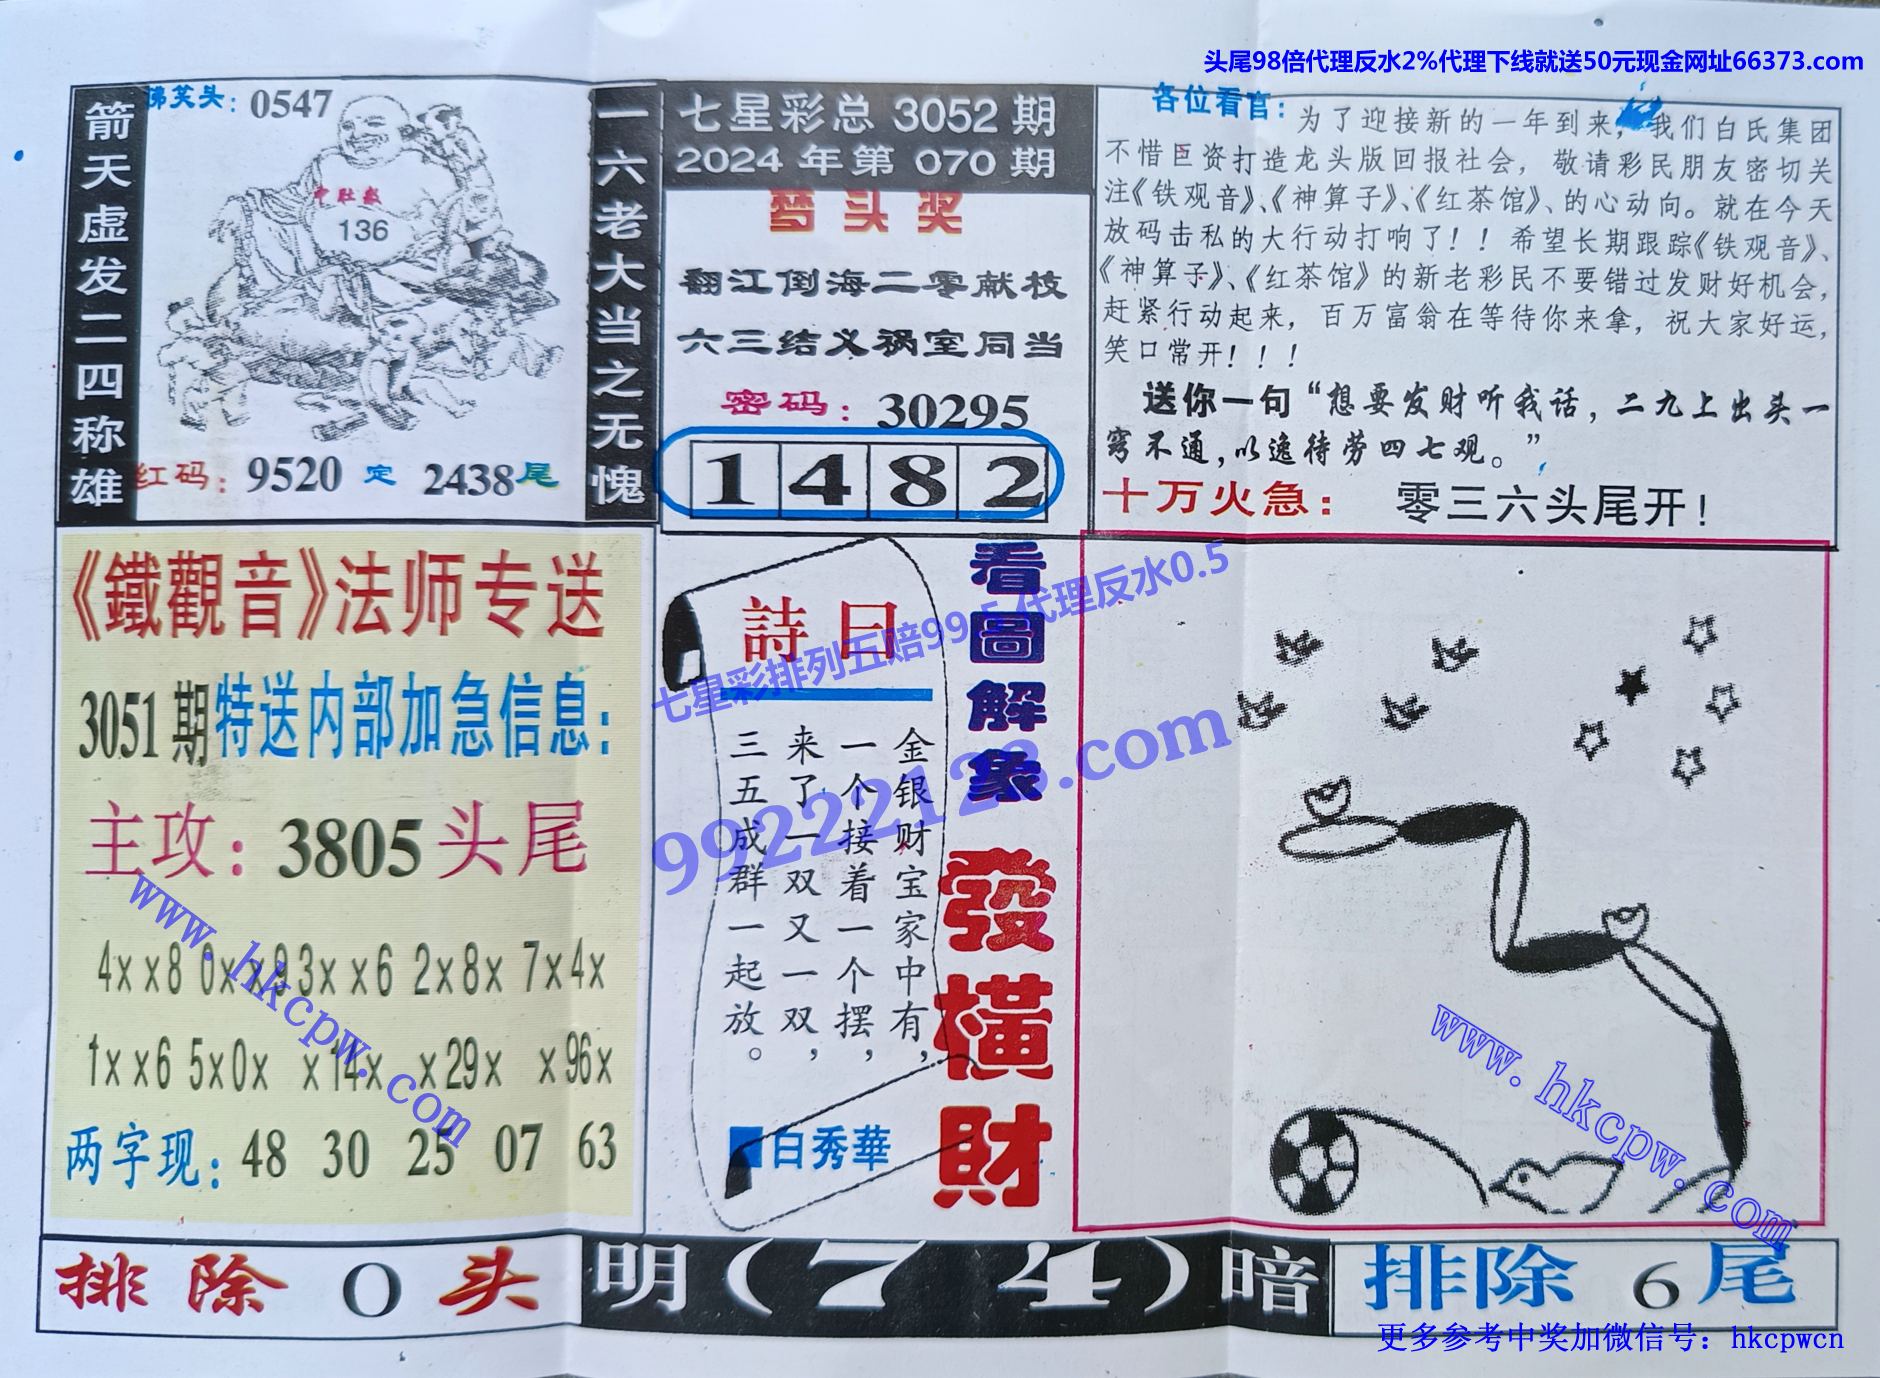 头尾98倍代理反水2%代理下线就送50元现金网址66373.com
箭天虚发二四称雄
佛笑头：0547
中肚数
136
红码：9520 定 2438尾
一六老大当之无愧
七星彩总 3052 期
2024 年第 070 期
梦头奖
翻江倒海二零献枝
六三结义祸室同当
密码：30295
1 4 8 2
各位看官：
为了迎接新的一年到来，我们白氏集团
不惜巨资打造龙头版回报社会，敬请彩民朋友密切关
注《铁观音》、《神算子》、《红茶馆》、的心动向。就在今天
放码击私的大行动打响了！！希望长期跟踪《铁观音》、
《神算子》、《红茶馆》的新老彩民不要错过发财好机会，
赶紧行动起来，百万富翁在等待你来拿，祝大家好运，
笑口常开！！！
送你一句“想要发财听我话，二九上出头一
窍不通，以逸待劳四七观。”
十万火急： 零三六头尾开！
《鐵觀音》法师专送
3051期特送内部加急信息：
主攻：3805头尾
4xx8 0xx9 3xx6 2x8x 7x4x
1xx6 5x0x x14x x29x x96x
两字现：48 30 25 07 63
詩曰
金银财宝家中有，
一个接着一个摆，
来了一双又一双，
三五成群一起放。
白秀華
看圖解象
發橫財
七星彩排列五赔99.5 代理反水0.5
99222123.com
www.hkcpw.com
www.hkcpw.com
排除 0 头
明（7 4）暗
排除 6 尾
更多参考中奖加微信号：hkcpwcn